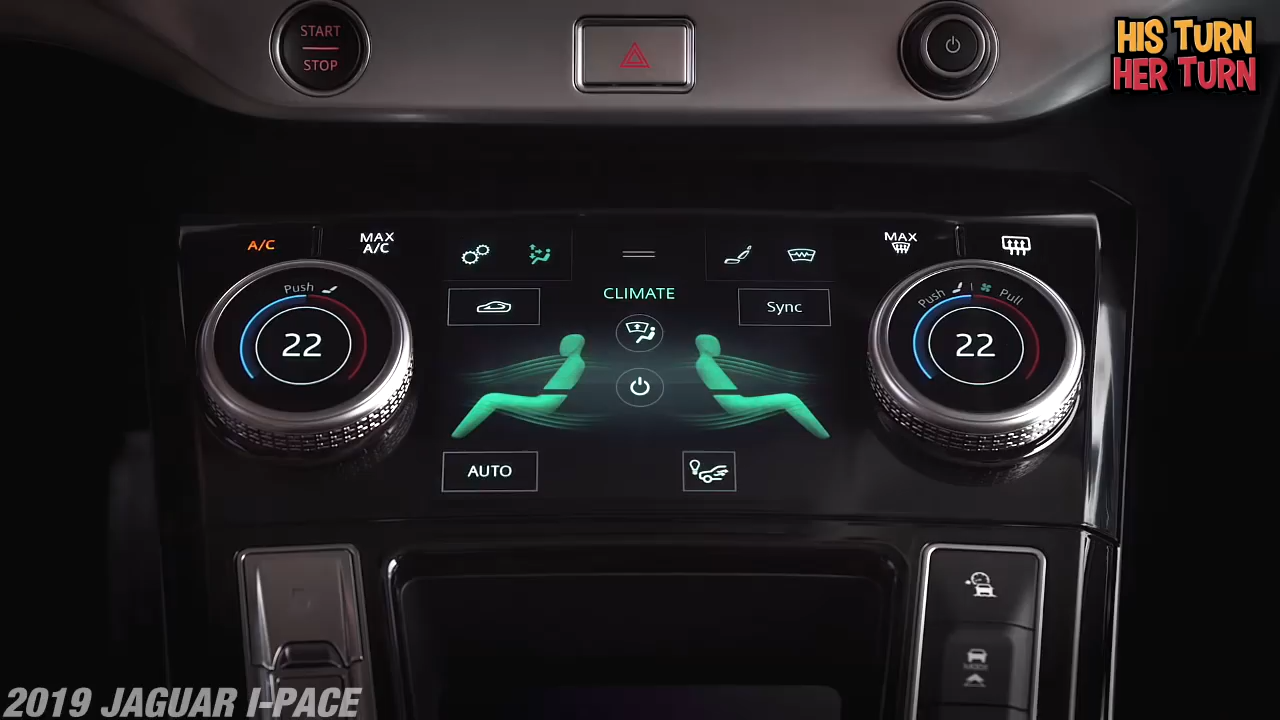 START
STOP
HIS TURN
HER TURN
A/C
MAX
A/C
MAX
CLIMATE
Push
Sync
Push
Pull
22
22
AUTO
MODE
2019 JAGUAR I-PACE